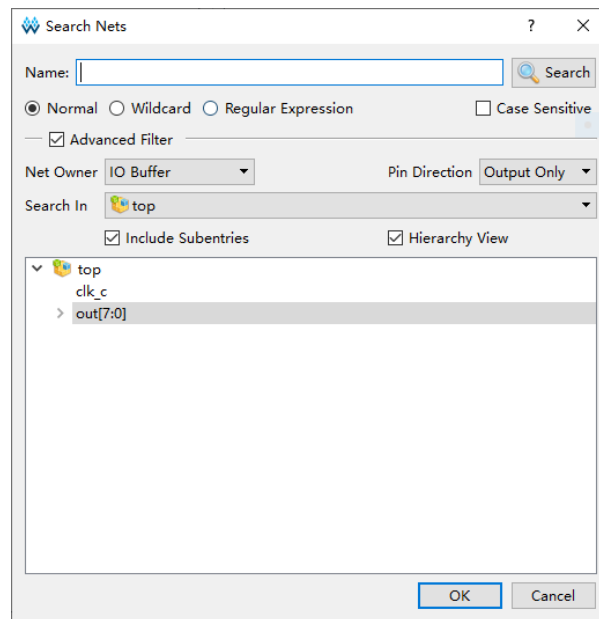 Search Nets
Name: Search
Normal Wildcard Regular Expression Case Sensitive
Advanced Filter
Net Owner IO Buffer Pin Direction Output Only
Search In top
Include Subentries Hierarchy View
top
clk_c
out[7:0]
OK Cancel